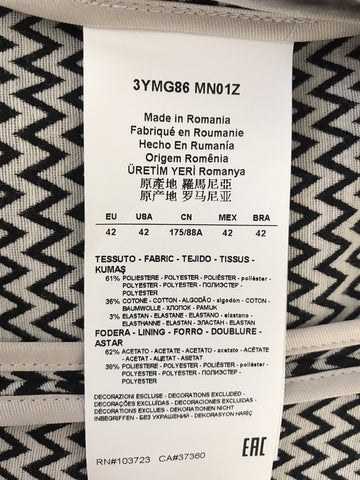 3YMG86 MN01Z
Made in Romania
Fabriqué en Roumanie
Hecho En Rumanía
Origem Romênia
ÜRETİM YERİ Romanya
原產地 羅馬尼亞
原产地 罗马尼亚
EU USA CN MEX BRA
42 42 175/88A 42 42
TESSUTO - FABRIC - TEJIDO - TISSUS -
KUMAŞ
61% POLIESTERE - POLYESTER - POLIÉSTER - poliéster -
POLYESTER - POLYESTER - ПОЛИЭСТЕР -
POLYESTER
36% COTONE - COTTON - ALGODÓN - algodón - COTON -
BAUMWOLLE - ХЛОПОК - PAMUK
3% ELASTAN - ELASTANE - ELASTANO - elastano -
ELASTHANNE - ELASTAN - ЭЛАСТАН - ELASTAN
FODERA - LINING - FORRO - DOUBLURE -
ASTAR
62% ACETATO - ACETATE - ACETATO - acetato - ACÉTATE
- ACETAT - АЦЕТАТ - ASETAT
38% POLIESTERE - POLYESTER - POLIÉSTER - poliéster -
POLYESTER - POLYESTER - ПОЛИЭСТЕР -
POLYESTER
DECORAZIONI ESCLUSE - DECORATIONS EXCLUDED -
DECORAÇÕES EXCLUÍDAS - DECORACIONES EXCLUIDAS -
DÉCORATIONS EXCLUES - DEKORATIONEN NICHT
INBEGRIFFEN - БЕЗ УКРАШЕНИЙ - DEKORASYON HARİÇ
EAC
RN#103723 CA#37360